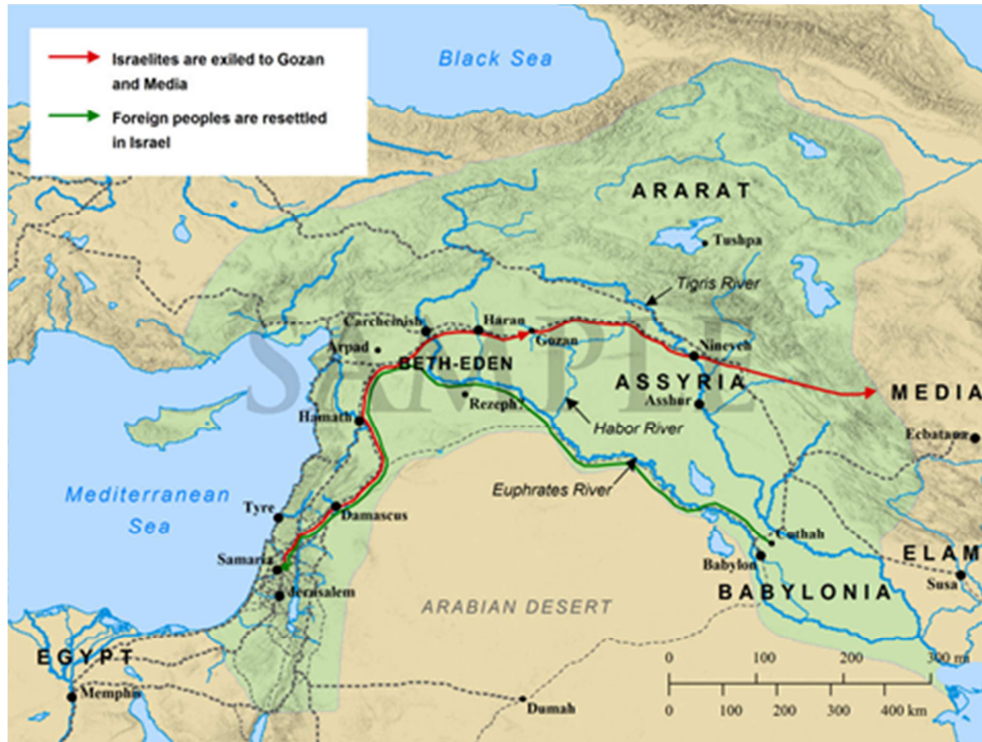 Israelites are exiled to Gozan
and Media
Foreign peoples are resettled
in Israel
Black Sea
ARARAT
Tushpa
Tigris River
Carchemish
Haran
Gozan
Arpad
Nineveh
BETH-EDEN
SAMPLE
ASSYRIA
MEDIA
Rezeph
Asshur
Hamath
Habor River
Ecbatana
Mediterranean
Sea
Euphrates River
Tyre
Damascus
Cuthah
Samaria
Babylon
ELAM
Susa
Jerusalem
ARABIAN DESERT
BABYLONIA
EGYPT
0 100 200 300 mi
Memphis
Dumah
0 100 200 300 400 km